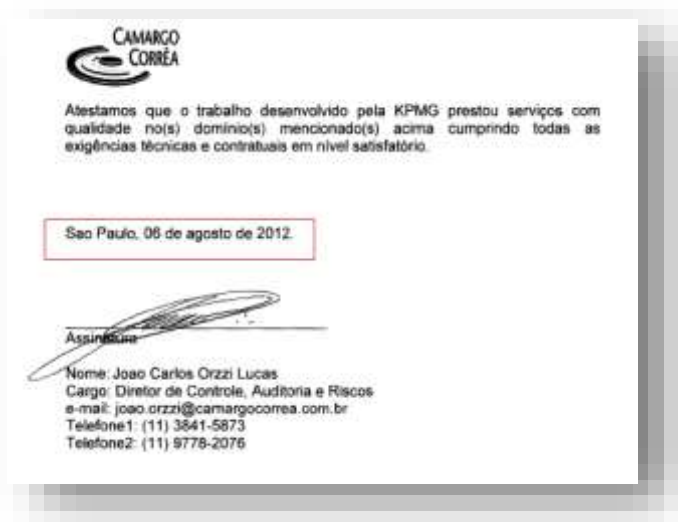 CAMARGO
CORRÊA
Atestamos que o trabalho desenvolvido pela KPMG prestou serviços com
qualidade no(s) domínio(s) mencionado(s) acima cumprindo todas as
exigências técnicas e contratuais em nível satisfatório.
Sao Paulo, 06 de agosto de 2012.
Assinatura
Nome: Joao Carlos Orzzi Lucas
Cargo: Diretor de Controle, Auditoria e Riscos
e-mail: joao.orzzi@camargocorrea.com.br
Telefone1: (11) 3841-5873
Telefone2: (11) 9778-2076